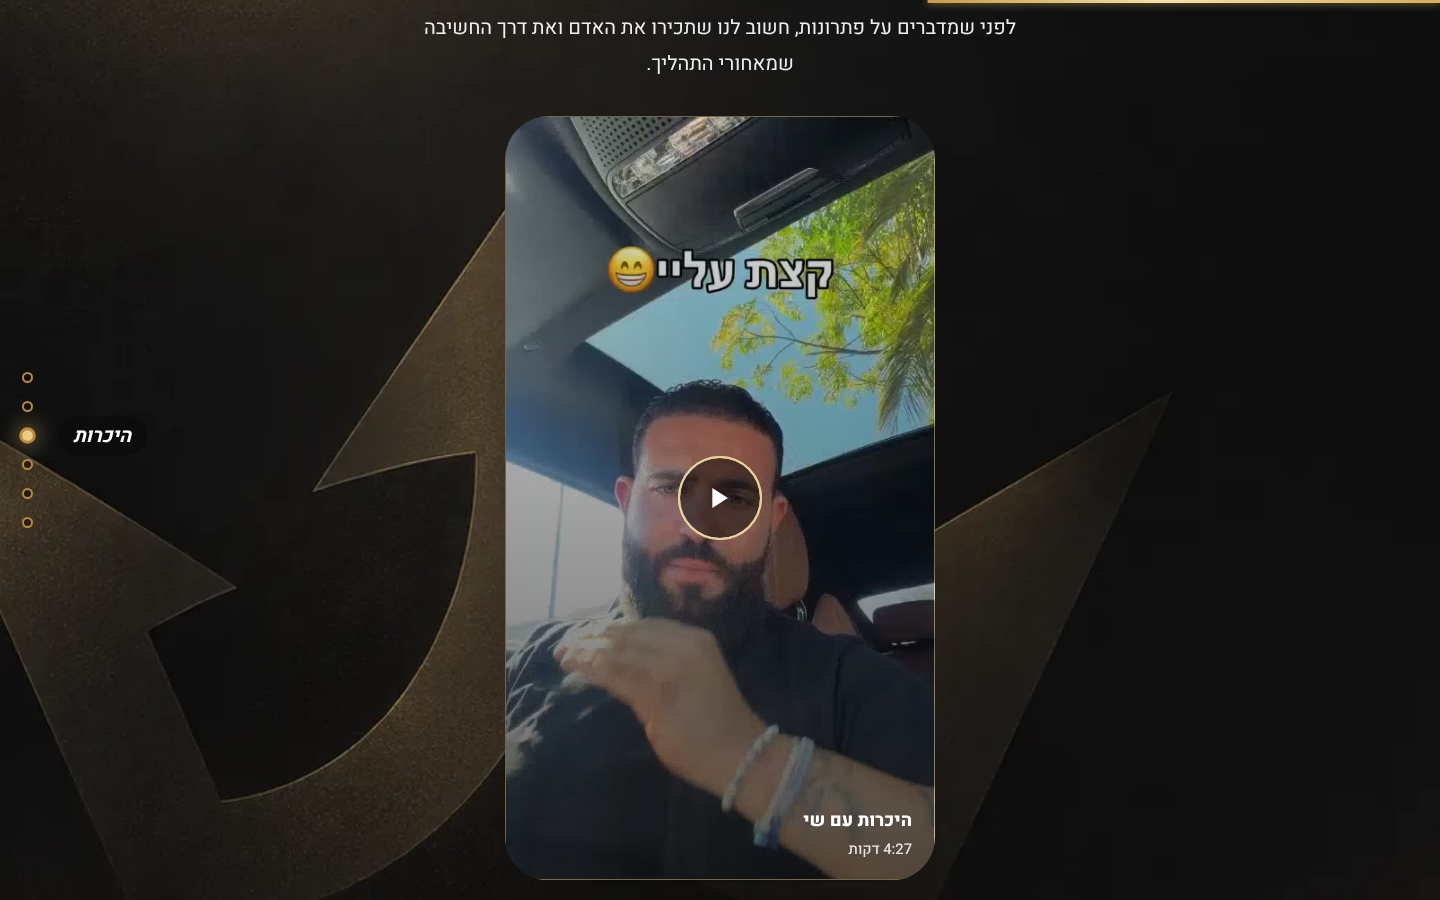 לפני שמדברים על פתרונות, חשוב לנו שתכירו את האדם ואת דרך החשיבה
שמאחורי התהליך.
קצת עליי😁
היכרות
היכרות עם שי
4:27 דקות